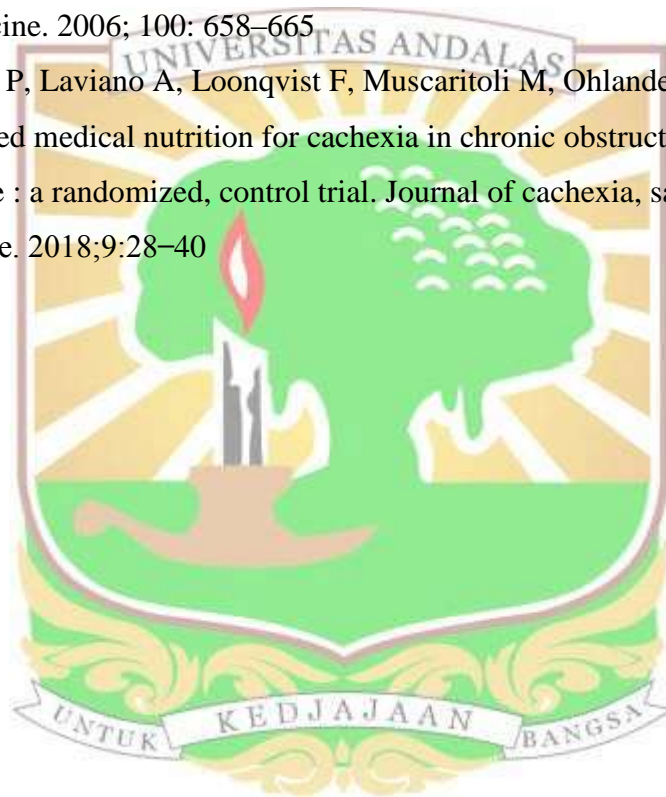 cine. 2006; 100: 658–665
UNIVERSITAS ANDALAS
P, Laviano A, Loonqvist F, Muscaritoli M, Ohlande
ed medical nutrition for cachexia in chronic obstruct
e : a randomized, control trial. Journal of cachexia, sa
e. 2018;9:28–40
UNTUK KEDJAJAAN BANGSA